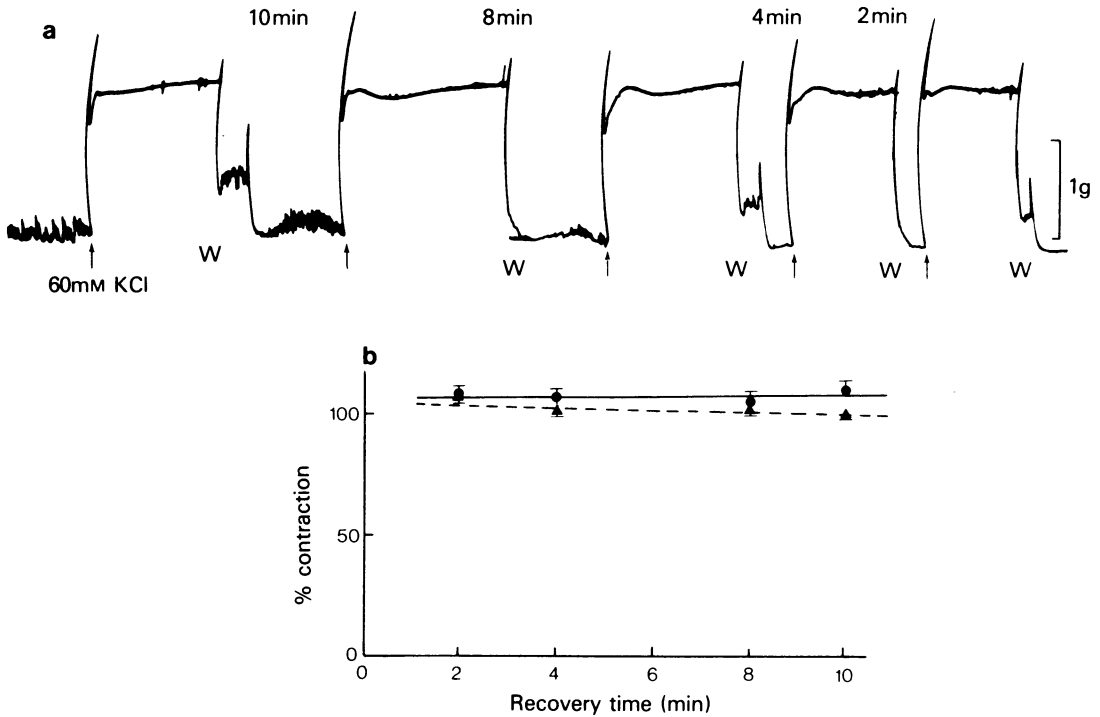 a
10min
8min
4min
2min
1g
W
W
W
W
W
60mM KCl
b
100
50
0
0
2
4
6
8
10
% contraction
Recovery time (min)